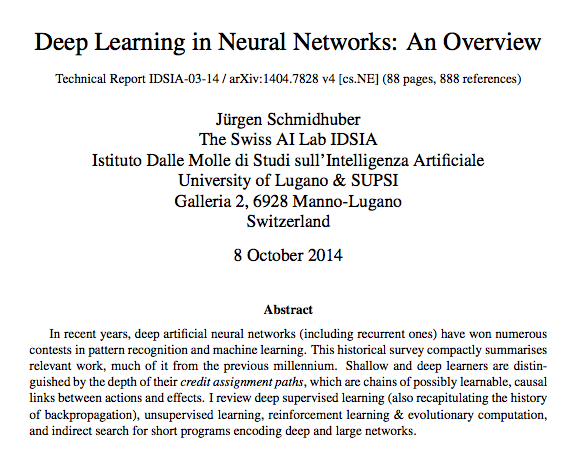 Deep Learning in Neural Networks: An Overview
Technical Report IDSIA-03-14 / arXiv:1404.7828 v4 [cs.NE] (88 pages, 888 references)
Jürgen Schmidhuber
The Swiss AI Lab IDSIA
Istituto Dalle Molle di Studi sull'Intelligenza Artificiale
University of Lugano & SUPSI
Galleria 2, 6928 Manno-Lugano
Switzerland
8 October 2014
Abstract
In recent years, deep artificial neural networks (including recurrent ones) have won numerous
contests in pattern recognition and machine learning. This historical survey compactly summarises
relevant work, much of it from the previous millennium. Shallow and deep learners are distin-
guished by the depth of their credit assignment paths, which are chains of possibly learnable, causal
links between actions and effects. I review deep supervised learning (also recapitulating the history
of backpropagation), unsupervised learning, reinforcement learning & evolutionary computation,
and indirect search for short programs encoding deep and large networks.